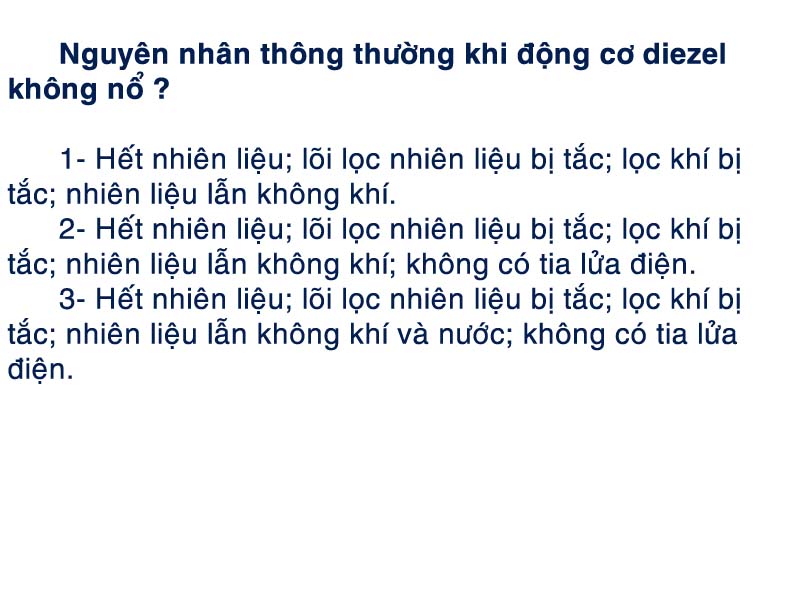 Nguyên nhân thông thường khi động cơ diezel
không nổ ?
1- Hết nhiên liệu; lõi lọc nhiên liệu bị tắc; lọc khí bị
tắc; nhiên liệu lẫn không khí.
2- Hết nhiên liệu; lõi lọc nhiên liệu bị tắc; lọc khí bị
tắc; nhiên liệu lẫn không khí; không có tia lửa điện.
3- Hết nhiên liệu; lõi lọc nhiên liệu bị tắc; lọc khí bị
tắc; nhiên liệu lẫn không khí và nước; không có tia lửa
điện.